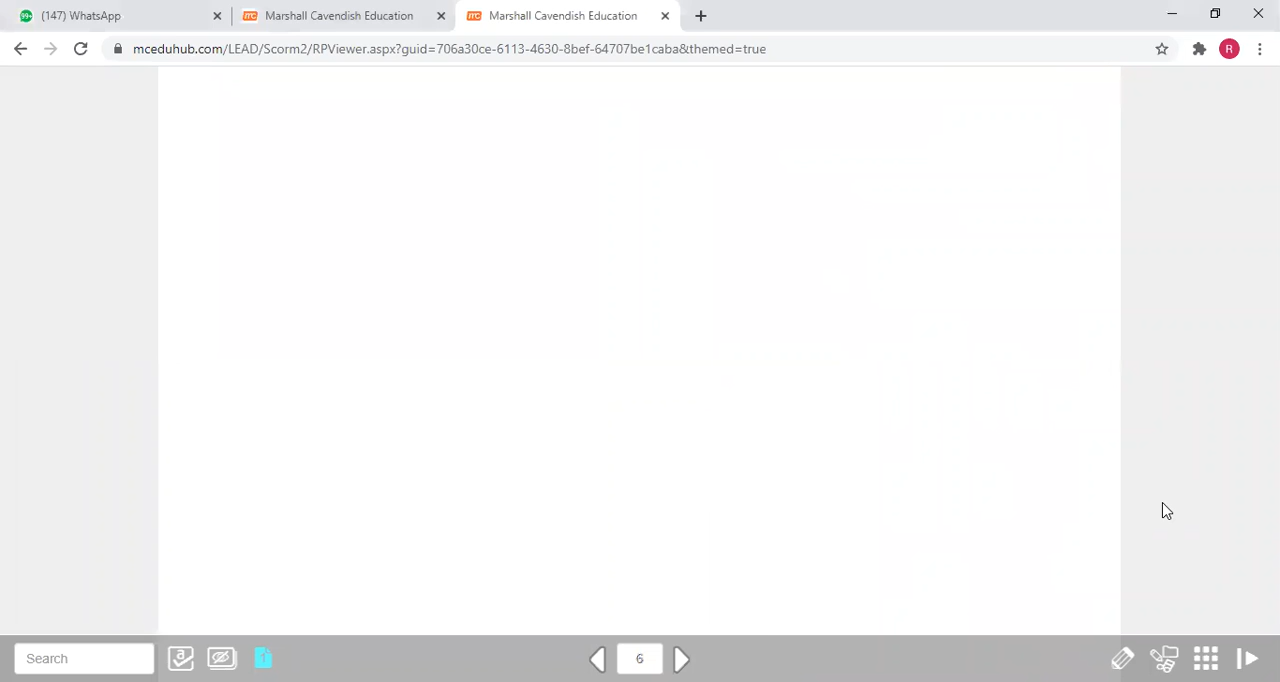 (147) WhatsApp
Marshall Cavendish Education
Marshall Cavendish Education
mceduhub.com/LEAD/Scorm2/RPViewer.aspx?guid=706a30ce-6113-4630-8bef-64707be1caba&themed=true
R
Search
6